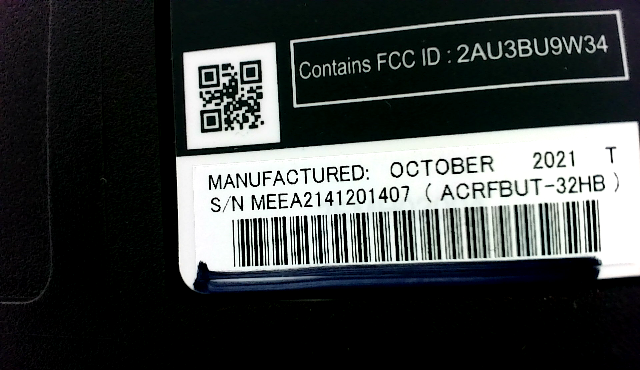 Contains FCC ID : 2AU3BU9W34
MANUFACTURED: OCTOBER 2021 T
S/N MEEA2141201407 ( ACRFBUT-32HB )